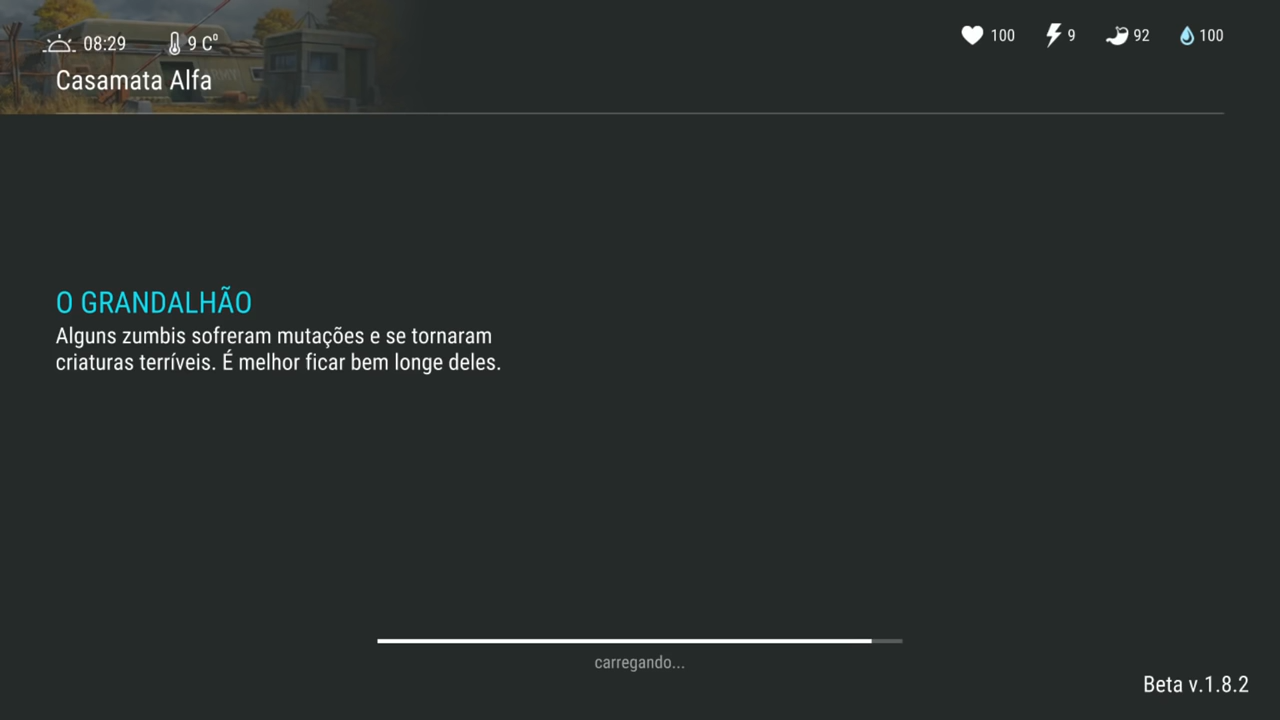 08:29 9 Cº
100 9 92 100
Casamata Alfa
O GRANDALHÃO
Alguns zumbis sofreram mutações e se tornaram
criaturas terríveis. É melhor ficar bem longe deles.
carregando...
Beta v.1.8.2